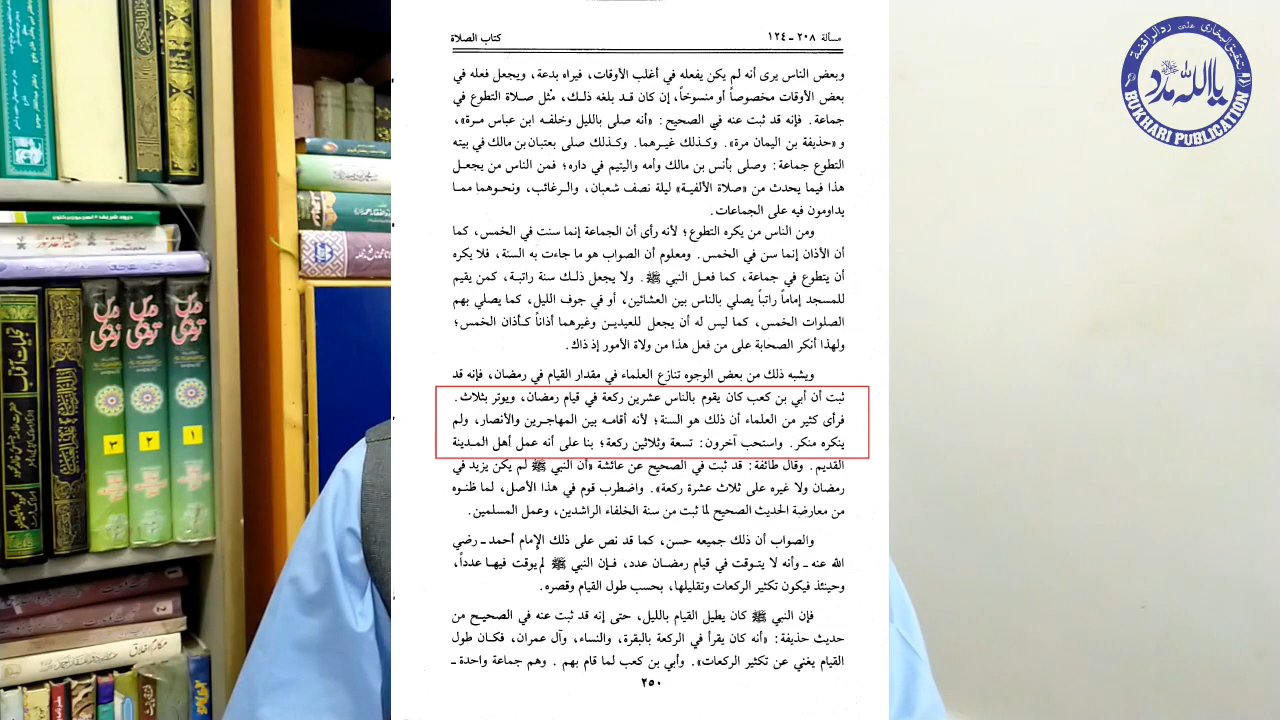 مسألة ٢٠٨ - ١٢٤
كتاب الصلاة
وبعض الناس يرى أنه لم يكن يفعله في أغلب الأوقات، فيراه بدعة، ويجعل فعله في
بعض الأوقات مخصوصاً أو منسوخاً، إن كان قد بلغه ذلك، مثل صلاة التطوع في
جماعة. فإنه قد ثبت عنه في الصحيح: «أنه صلى بالليل وخلفه ابن عباس مرة»،
و«حذيفة بن اليمان مرة». وكذلك غيرهما. وكذلك صلى بعتبان بن مالك في بيته
التطوع جماعة: وصلى بأنس بن مالك وأمه واليتيم في داره؛ فمن الناس من يجعل
هذا فيما يحدث من «صلاة الألفية» ليلة نصف شعبان، والرغائب، ونحوهما مما
يداومون فيه على الجماعات.
ومن الناس من يكره التطوع؛ لأنه رأى أن الجماعة إنما سنت في الخمس، كما
أن الأذان إنما سن في الخمس. ومعلوم أن الصواب هو ما جاءت به السنة، فلا يكره
أن يتطوع في جماعة، كما فعل النبي ﷺ. ولا يجعل ذلك سنة راتبة، كمن يقيم
للمسجد إماماً راتباً يصلي بالناس بين العشائين، أو في جوف الليل، كما يصلي بهم
الصلوات الخمس، كما ليس له أن يجعل للعيدين وغيرهما أذاناً كأذان الخمس؛
ولهذا أنكر الصحابة على من فعل هذا من ولاة الأمور إذ ذاك.
ويشبه ذلك من بعض الوجوه تنازع العلماء في مقدار القيام في رمضان، فإنه قد
ثبت أن أبي بن كعب كان يقوم بالناس عشرين ركعة في قيام رمضان، ويوتر بثلاث.
فرأى كثير من العلماء أن ذلك هو السنة؛ لأنه أقامه بين المهاجرين والأنصار، ولم
ينكره منكر. واستحب آخرون: تسعة وثلاثين ركعة؛ بنا على أنه عمل أهل المدينة
القديم. وقال طائفة: قد ثبت في الصحيح عن عائشة «أن النبي ﷺ لم يكن يزيد في
رمضان ولا غيره على ثلاث عشرة ركعة». واضطرب قوم في هذا الأصل، لما ظنوه
من معارضة الحديث الصحيح لما ثبت من سنة الخلفاء الراشدين، وعمل المسلمين.
والصواب أن ذلك جميعه حسن، كما قد نص على ذلك الإمام أحمد ـ رضي
الله عنه ـ وأنه لا يتوقت في قيام رمضان عدد، فإن النبي ﷺ لم يوقت فيها عدداً،
وحينئذ فيكون تكثير الركعات وتقليلها، بحسب طول القيام وقصره.
فإن النبي ﷺ كان يطيل القيام بالليل، حتى إنه قد ثبت عنه في الصحيح من
حديث حذيفة: «أنه كان يقرأ في الركعة بالبقرة، والنساء، وآل عمران، فكان طول
القيام يغني عن تكثير الركعات». وأبي بن كعب لما قام بهم. وهم جماعة واحدة ـ
٢٥٠
یااللہ مدد
BUKHARI PUBLICATION
٣
٢
١
مکارم اخلاق